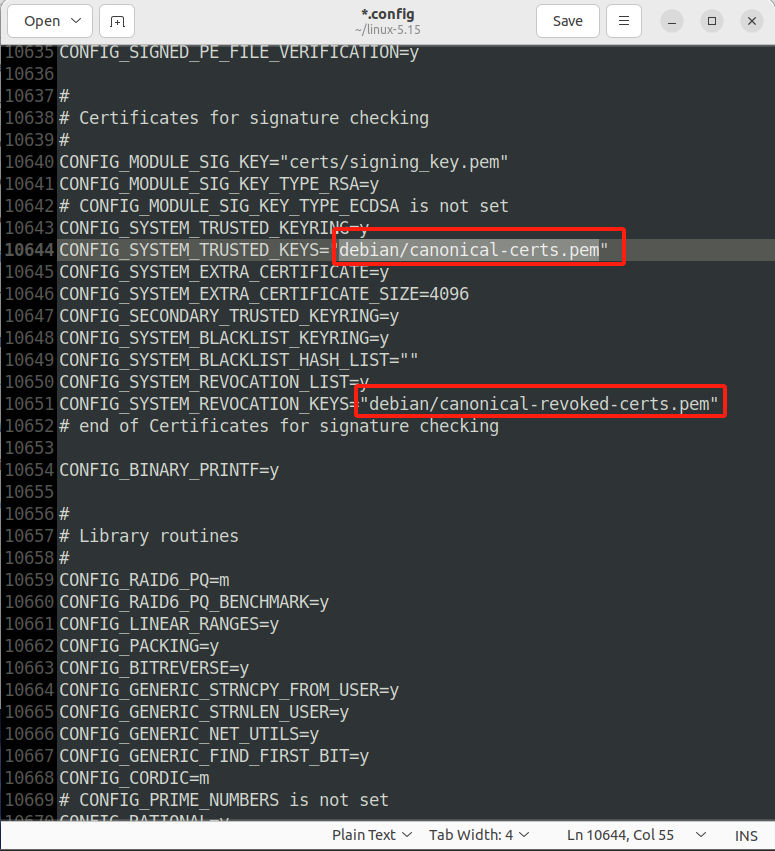 Open
*.config
~/linux-5.15
Save
10635 CONFIG_SIGNED_PE_FILE_VERIFICATION=y
10636
10637 #
10638 # Certificates for signature checking
10639 #
10640 CONFIG_MODULE_SIG_KEY="certs/signing_key.pem"
10641 CONFIG_MODULE_SIG_KEY_TYPE_RSA=y
10642 # CONFIG_MODULE_SIG_KEY_TYPE_ECDSA is not set
10643 CONFIG_SYSTEM_TRUSTED_KEYRING=y
10644 CONFIG_SYSTEM_TRUSTED_KEYS="debian/canonical-certs.pem"
10645 CONFIG_SYSTEM_EXTRA_CERTIFICATE=y
10646 CONFIG_SYSTEM_EXTRA_CERTIFICATE_SIZE=4096
10647 CONFIG_SECONDARY_TRUSTED_KEYRING=y
10648 CONFIG_SYSTEM_BLACKLIST_KEYRING=y
10649 CONFIG_SYSTEM_BLACKLIST_HASH_LIST=""
10650 CONFIG_SYSTEM_REVOCATION_LIST=y
10651 CONFIG_SYSTEM_REVOCATION_KEYS="debian/canonical-revoked-certs.pem"
10652 # end of Certificates for signature checking
10653
10654 CONFIG_BINARY_PRINTF=y
10655
10656 #
10657 # Library routines
10658 #
10659 CONFIG_RAID6_PQ=m
10660 CONFIG_RAID6_PQ_BENCHMARK=y
10661 CONFIG_LINEAR_RANGES=y
10662 CONFIG_PACKING=y
10663 CONFIG_BITREVERSE=y
10664 CONFIG_GENERIC_STRNCPY_FROM_USER=y
10665 CONFIG_GENERIC_STRNLEN_USER=y
10666 CONFIG_GENERIC_NET_UTILS=y
10667 CONFIG_GENERIC_FIND_FIRST_BIT=y
10668 CONFIG_CORDIC=m
10669 # CONFIG_PRIME_NUMBERS is not set
10670 CONFIG_RATIONAL=y
Plain Text
Tab Width: 4
Ln 10644, Col 55
INS